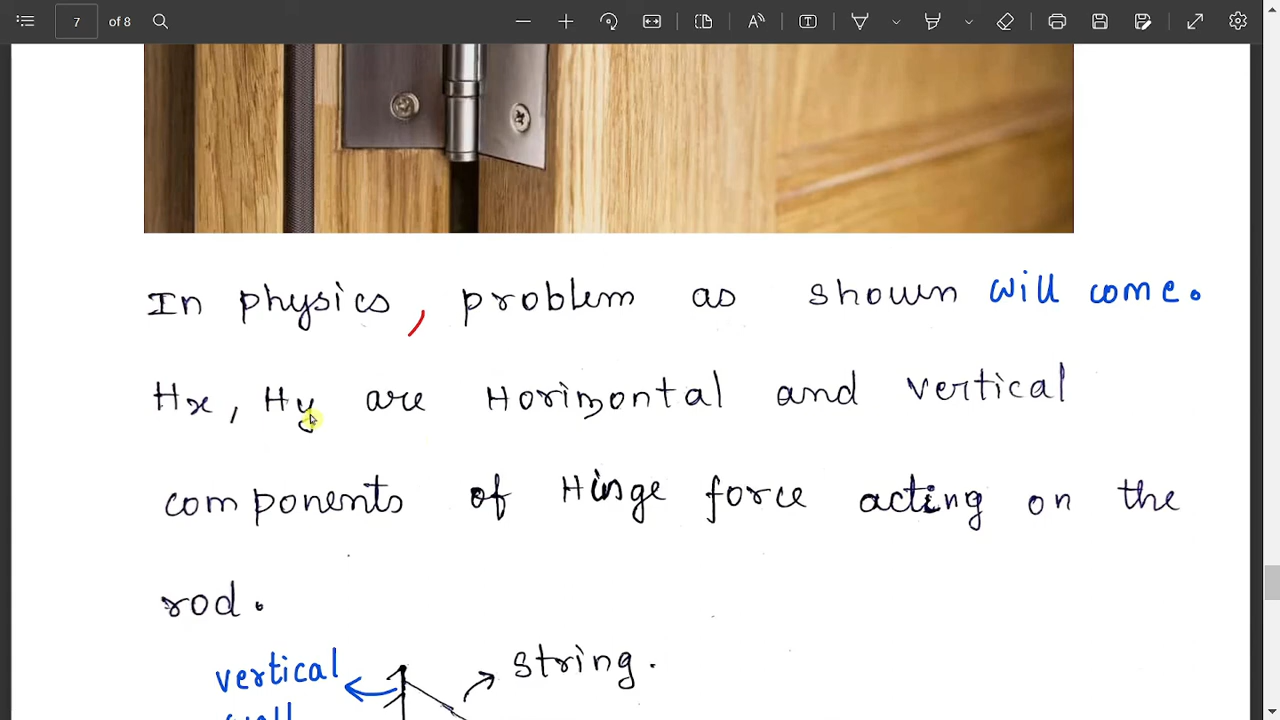 7 of 8
In physics, problem as shown will come.
Hx, Hy are Horizontal and vertical
components of Hinge force acting on the
rod.
vertical
string.
wall